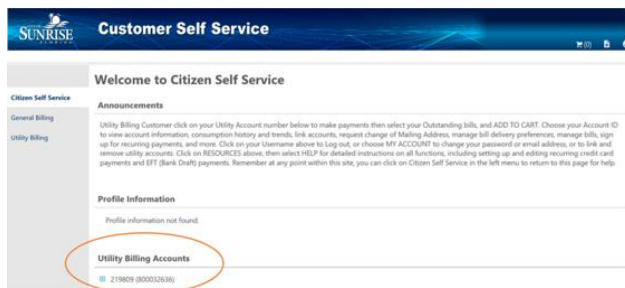 CITY OF
SUNRISE
FLORIDA
Customer Self Service
(0)
Welcome to Citizen Self Service
Citizen Self Service
General Billing
Utility Billing
Announcements
Utility Billing Customer click on your Utility Account number below to make payments then select your Outstanding bills, and ADD TO CART. Choose your Account ID
to view account information, consumption history and trends, link accounts, request change of Mailing Address, manage bill delivery preferences, manage bills, sign
up for recurring payments, and more. Click on your Username above to Log out, or choose MY ACCOUNT to change your password or email address, or to link and
remove utility accounts. Click on RESOURCES above, then select HELP for detailed instructions on all functions, including setting up and editing recurring credit card
payments and EFT (Bank Draft) payments. Remember at any point within this site, you can click on Citizen Self Service in the left menu to return to this page for help.
Profile Information
Profile information not found.
Utility Billing Accounts
219809 (800032636)